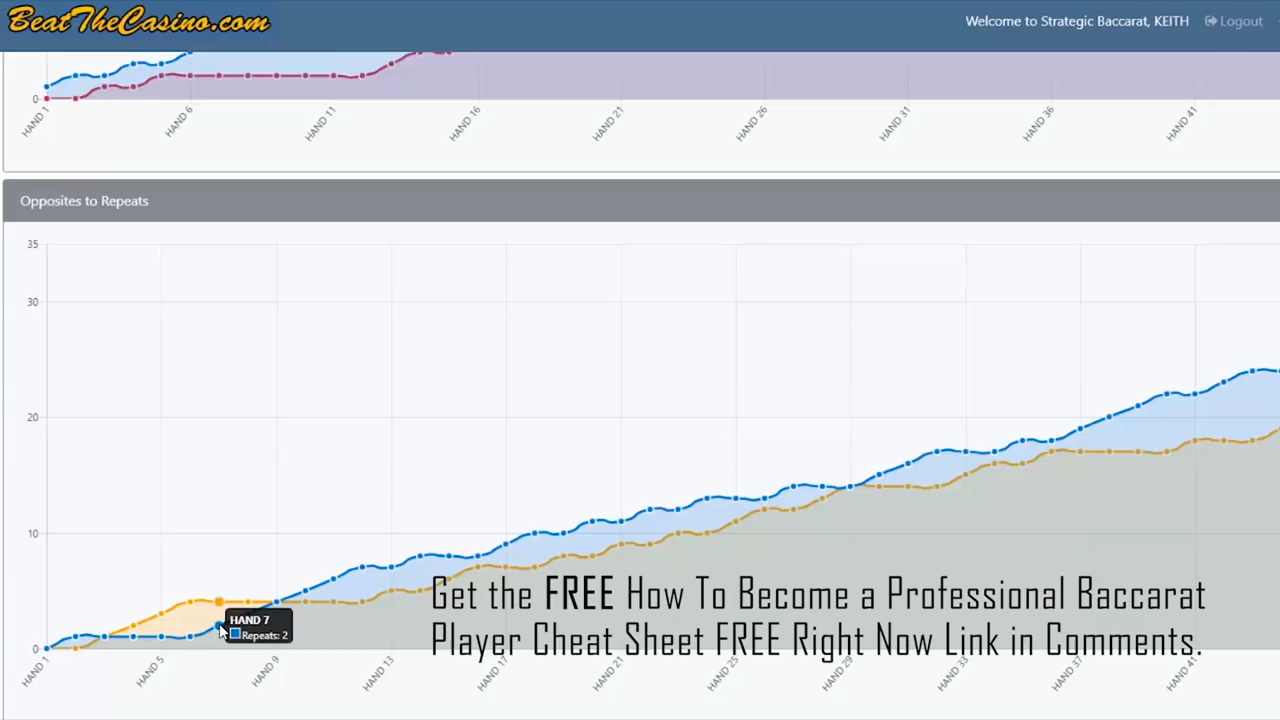 BeatTheCasino.com
Welcome to Strategic Baccarat, KEITH
Logout
0
HAND 1
HAND 6
HAND 11
HAND 16
HAND 21
HAND 26
HAND 31
HAND 36
HAND 41
Opposites to Repeats
35
30
20
10
0
HAND 7
Repeats: 2
Get the FREE How To Become a Professional Baccarat
Player Cheat Sheet FREE Right Now Link in Comments.
HAND 1
HAND 5
HAND 9
HAND 13
HAND 17
HAND 21
HAND 25
HAND 29
HAND 33
HAND 37
HAND 41